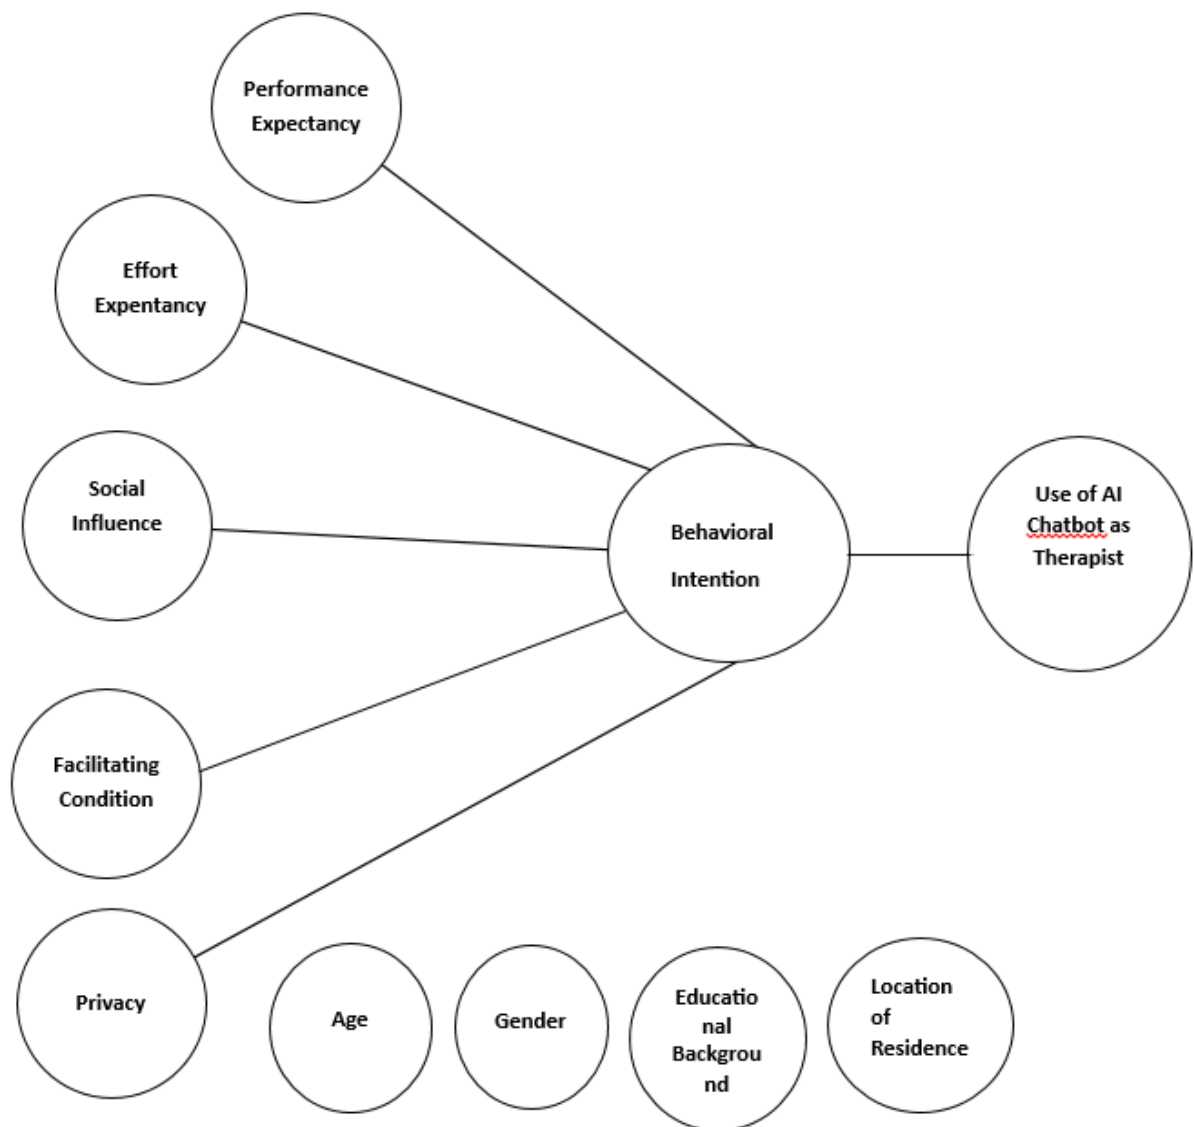 Performance
Expectancy
Effort
Expentancy
Social
Influence
Behavioral
Intention
Use of AI
Chatbot as
Therapist
Facilitating
Condition
Privacy
Age
Gender
Educatio
nal
Backgrou
nd
Location
of
Residence